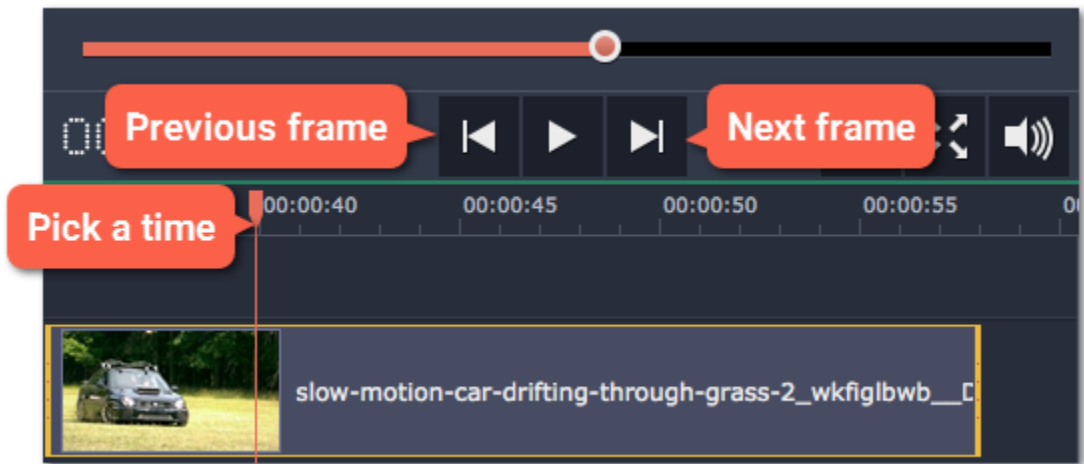 Previous frame
Next frame
Pick a time
00:00:40 00:00:45 00:00:50 00:00:55
slow-motion-car-drifting-through-grass-2_wkfiglbwb__D